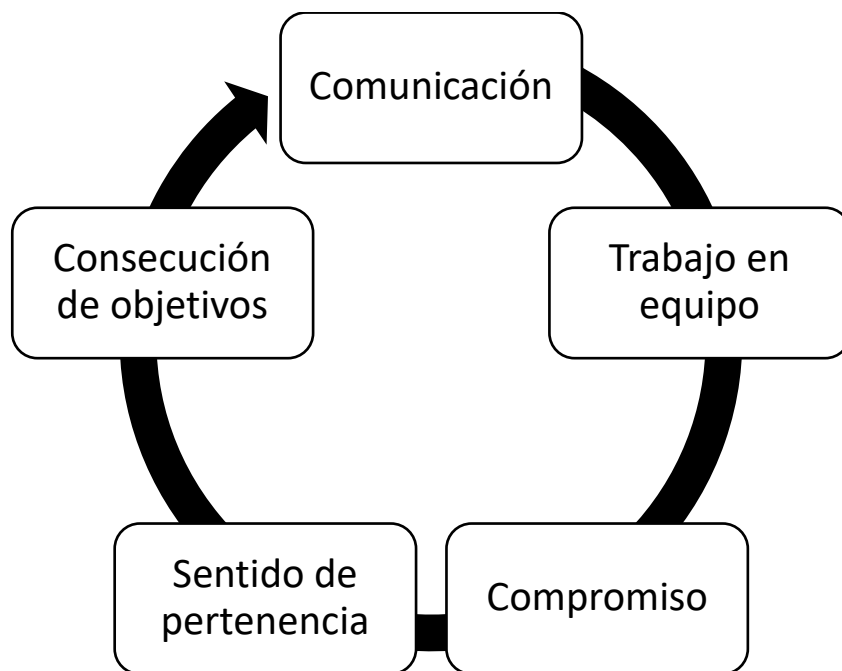 Comunicación
Trabajo en
equipo
Compromiso
Sentido de
pertenencia
Consecución
de objetivos